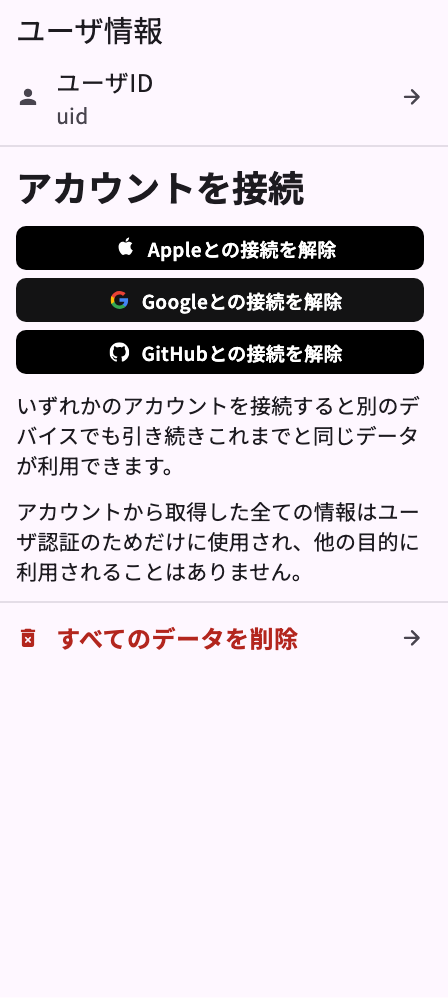 ユーザ情報
ユーザID
uid
アカウントを接続
Appleとの接続を解除
Googleとの接続を解除
GitHubとの接続を解除
いずれかのアカウントを接続すると別のデ
バイスでも引き続きこれまでと同じデータ
が利用できます。
アカウントから取得した全ての情報はユー
ザ認証のためだけに使用され、他の目的に
利用されることはありません。
すべてのデータを削除